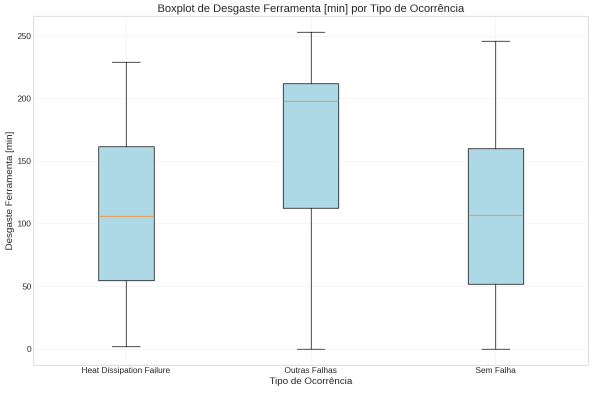 Boxplot de Desgaste Ferramenta [min] por Tipo de Ocorrência
Desgaste Ferramenta [min]
250
200
150
100
50
0
Heat Dissipation Failure
Outras Falhas
Sem Falha
Tipo de Ocorrência